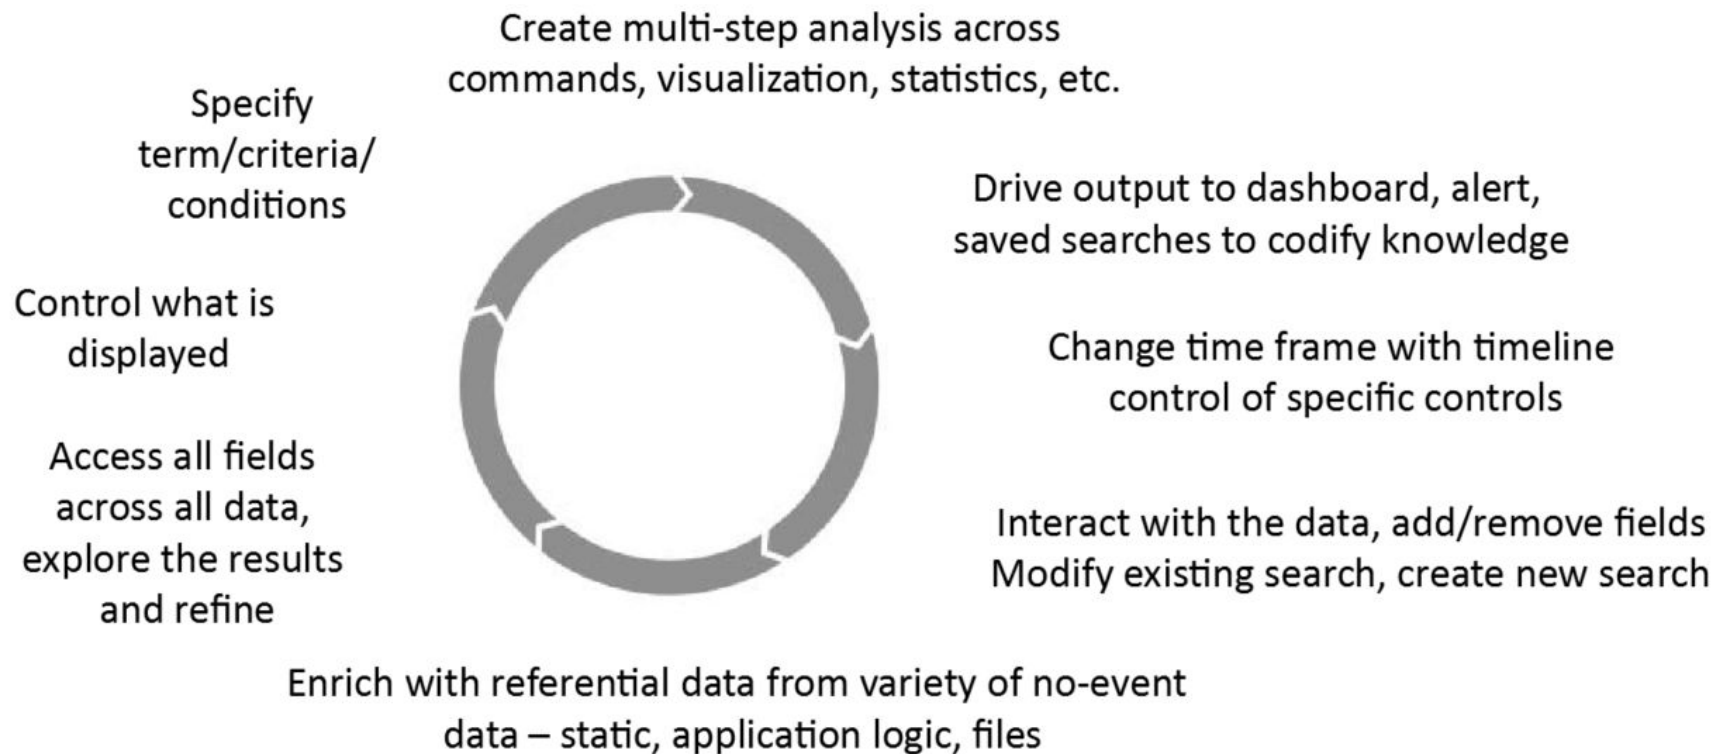 Create multi-step analysis across
commands, visualization, statistics, etc.
Specify
term/criteria/
conditions
Drive output to dashboard, alert,
saved searches to codify knowledge
Control what is
displayed
Change time frame with timeline
control of specific controls
Access all fields
across all data,
explore the results
and refine
Interact with the data, add/remove fields
Modify existing search, create new search
Enrich with referential data from variety of no-event
data – static, application logic, files